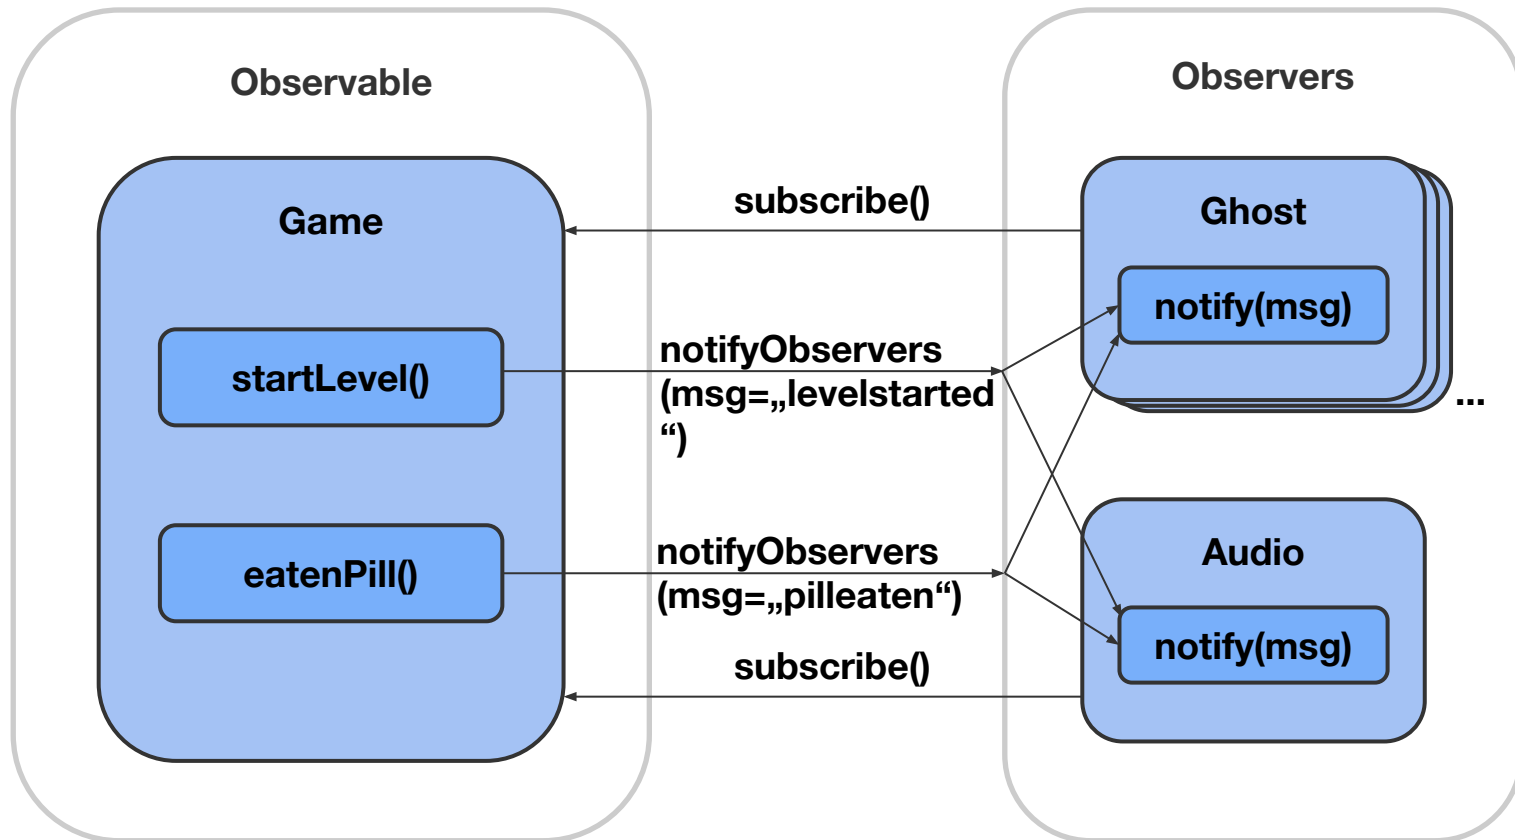 Observable
Game
startLevel()
eatenPill()
subscribe()
notifyObservers
(msg=„levelstarted
“)
notifyObservers
(msg=„pilleaten“)
subscribe()
Observers
Ghost
notify(msg)
...
Audio
notify(msg)